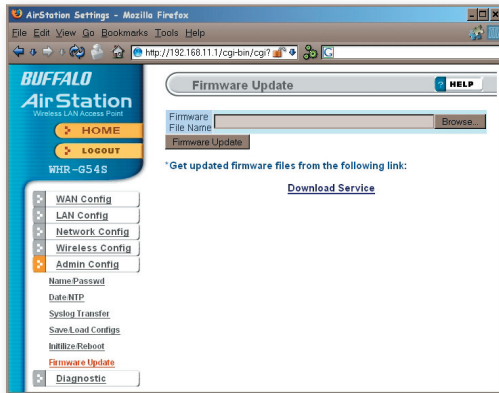 AirStation Settings - Mozilla Firefox
File Edit View Go Bookmarks Tools Help
http://192.168.11.1/cgi-bin/cgi?
BUFFALO
AirStation
Wireless LAN Access Point
HOME
LOGOUT
WHR-G54S
WAN Config
LAN Config
Network Config
Wireless Config
Admin Config
Name/Passwd
Date/NTP
Syslog Transfer
Save/Load Configs
Initilize/Reboot
Firmware Update
Diagnostic
Firmware Update
? HELP
Firmware
File Name
Browse...
Firmware Update
*Get updated firmware files from the following link:
Download Service